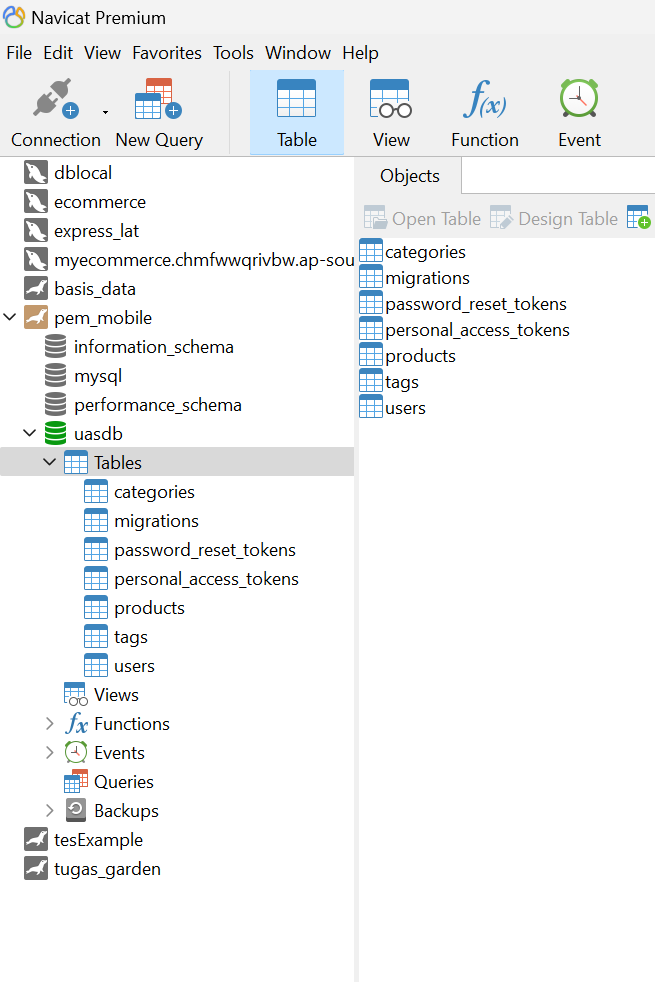 Navicat Premium
File Edit View Favorites Tools Window Help
Connection New Query Table View Function Event
dblocal
ecommerce
express_lat
myecommerce.chmfwwqrivbw.ap-sou
basis_data
pem_mobile
information_schema
mysql
performance_schema
uasdb
Tables
categories
migrations
password_reset_tokens
personal_access_tokens
products
tags
users
Views
Functions
Events
Queries
Backups
tesExample
tugas_garden
Objects
Open Table Design Table
categories
migrations
password_reset_tokens
personal_access_tokens
products
tags
users